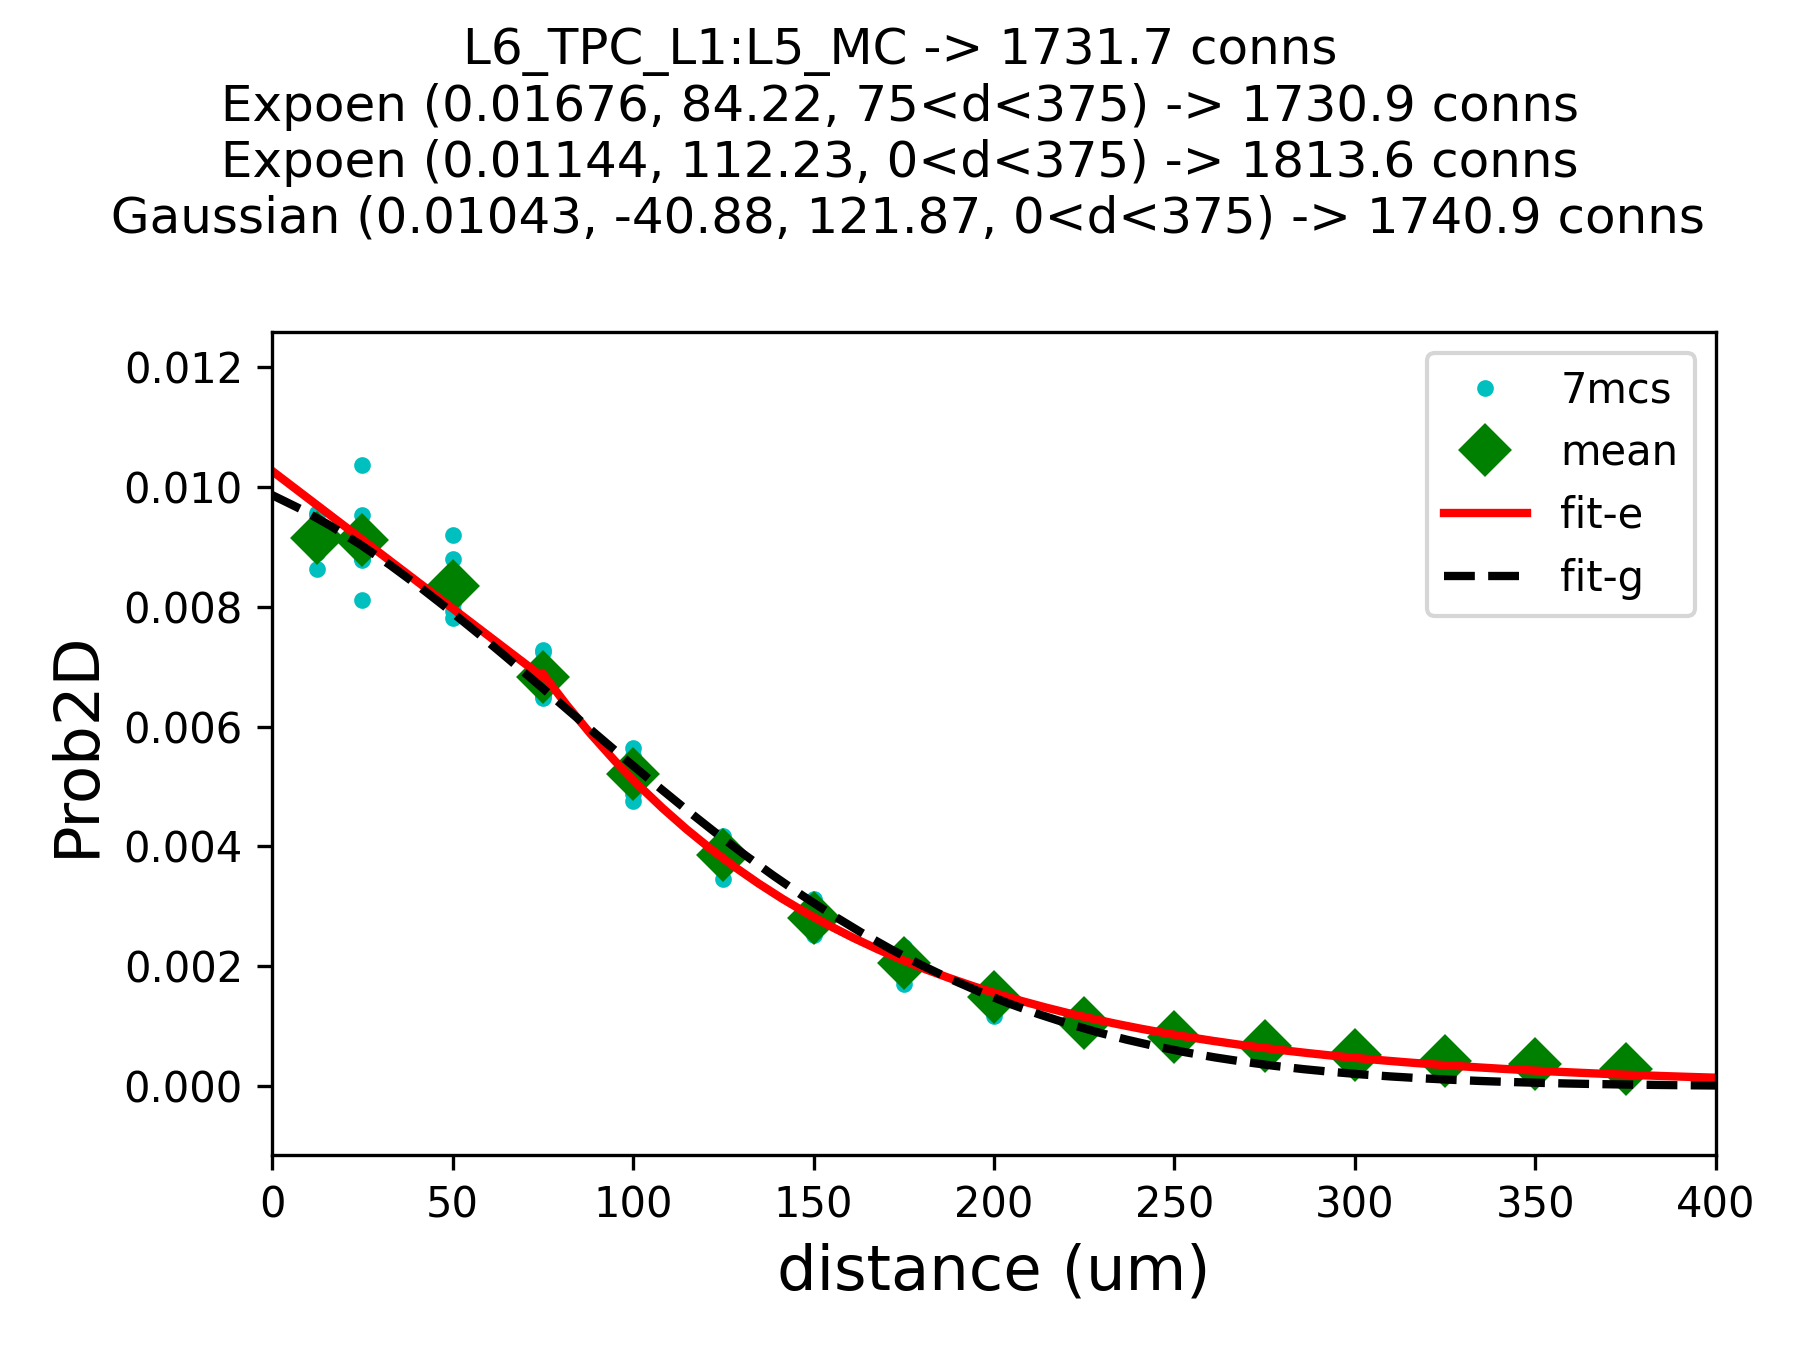 L6_TPC_L1:L5_MC -> 1731.7 conns
Expoen (0.01676, 84.22, 75<d<375) -> 1730.9 conns
Expoen (0.01144, 112.23, 0<d<375) -> 1813.6 conns
Gaussian (0.01043, -40.88, 121.87, 0<d<375) -> 1740.9 conns
7mcs
mean
fit-e
fit-g
Prob2D
0.012
0.010
0.008
0.006
0.004
0.002
0.000
0 50 100 150 200 250 300 350 400
distance (um)